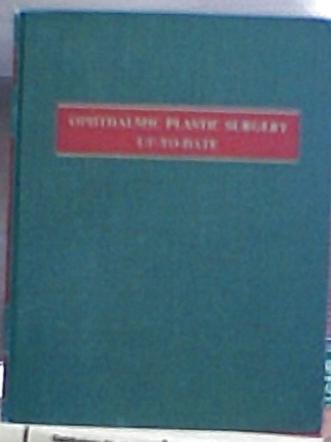 OPHTHALMIC PLASTIC SURGERY
UP-TO-DATE